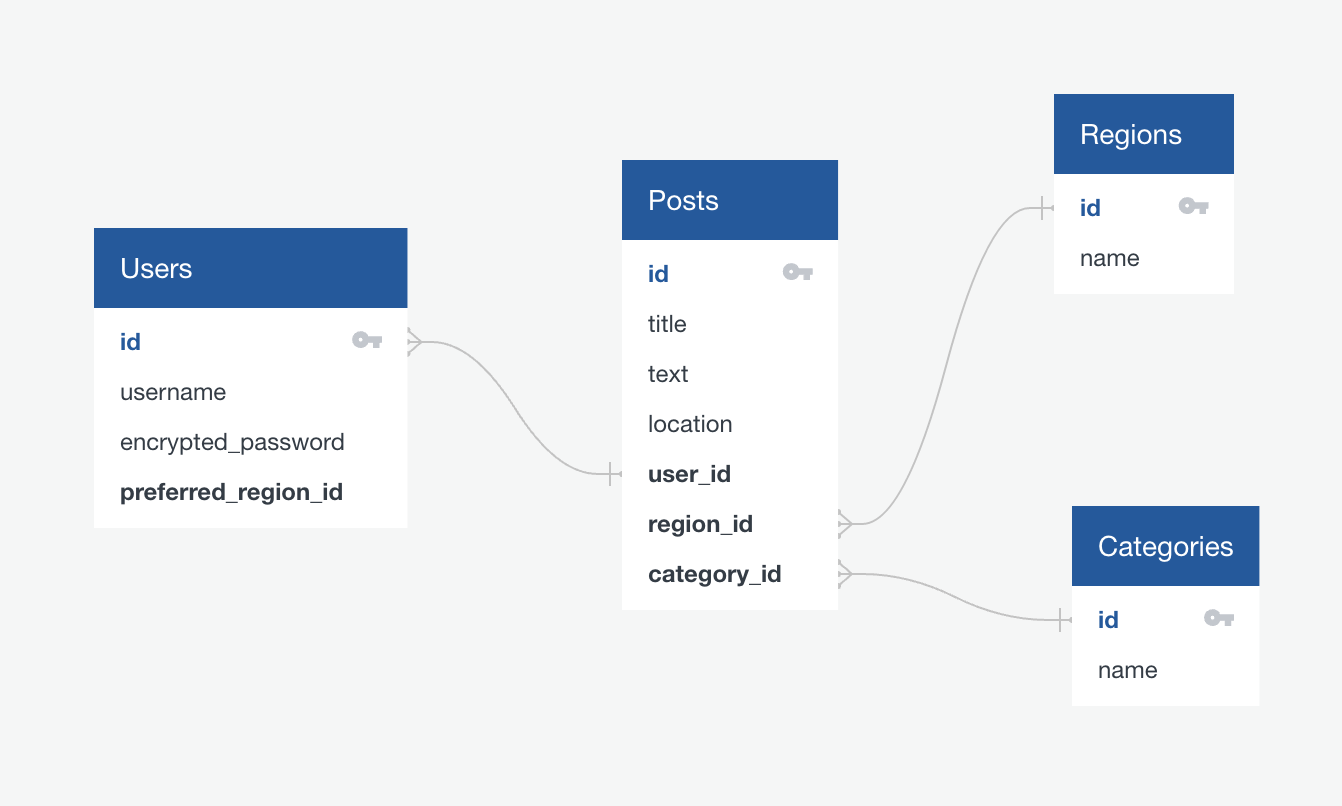 Users
id
username
encrypted_password
preferred_region_id
Posts
id
title
text
location
user_id
region_id
category_id
Regions
id
name
Categories
id
name